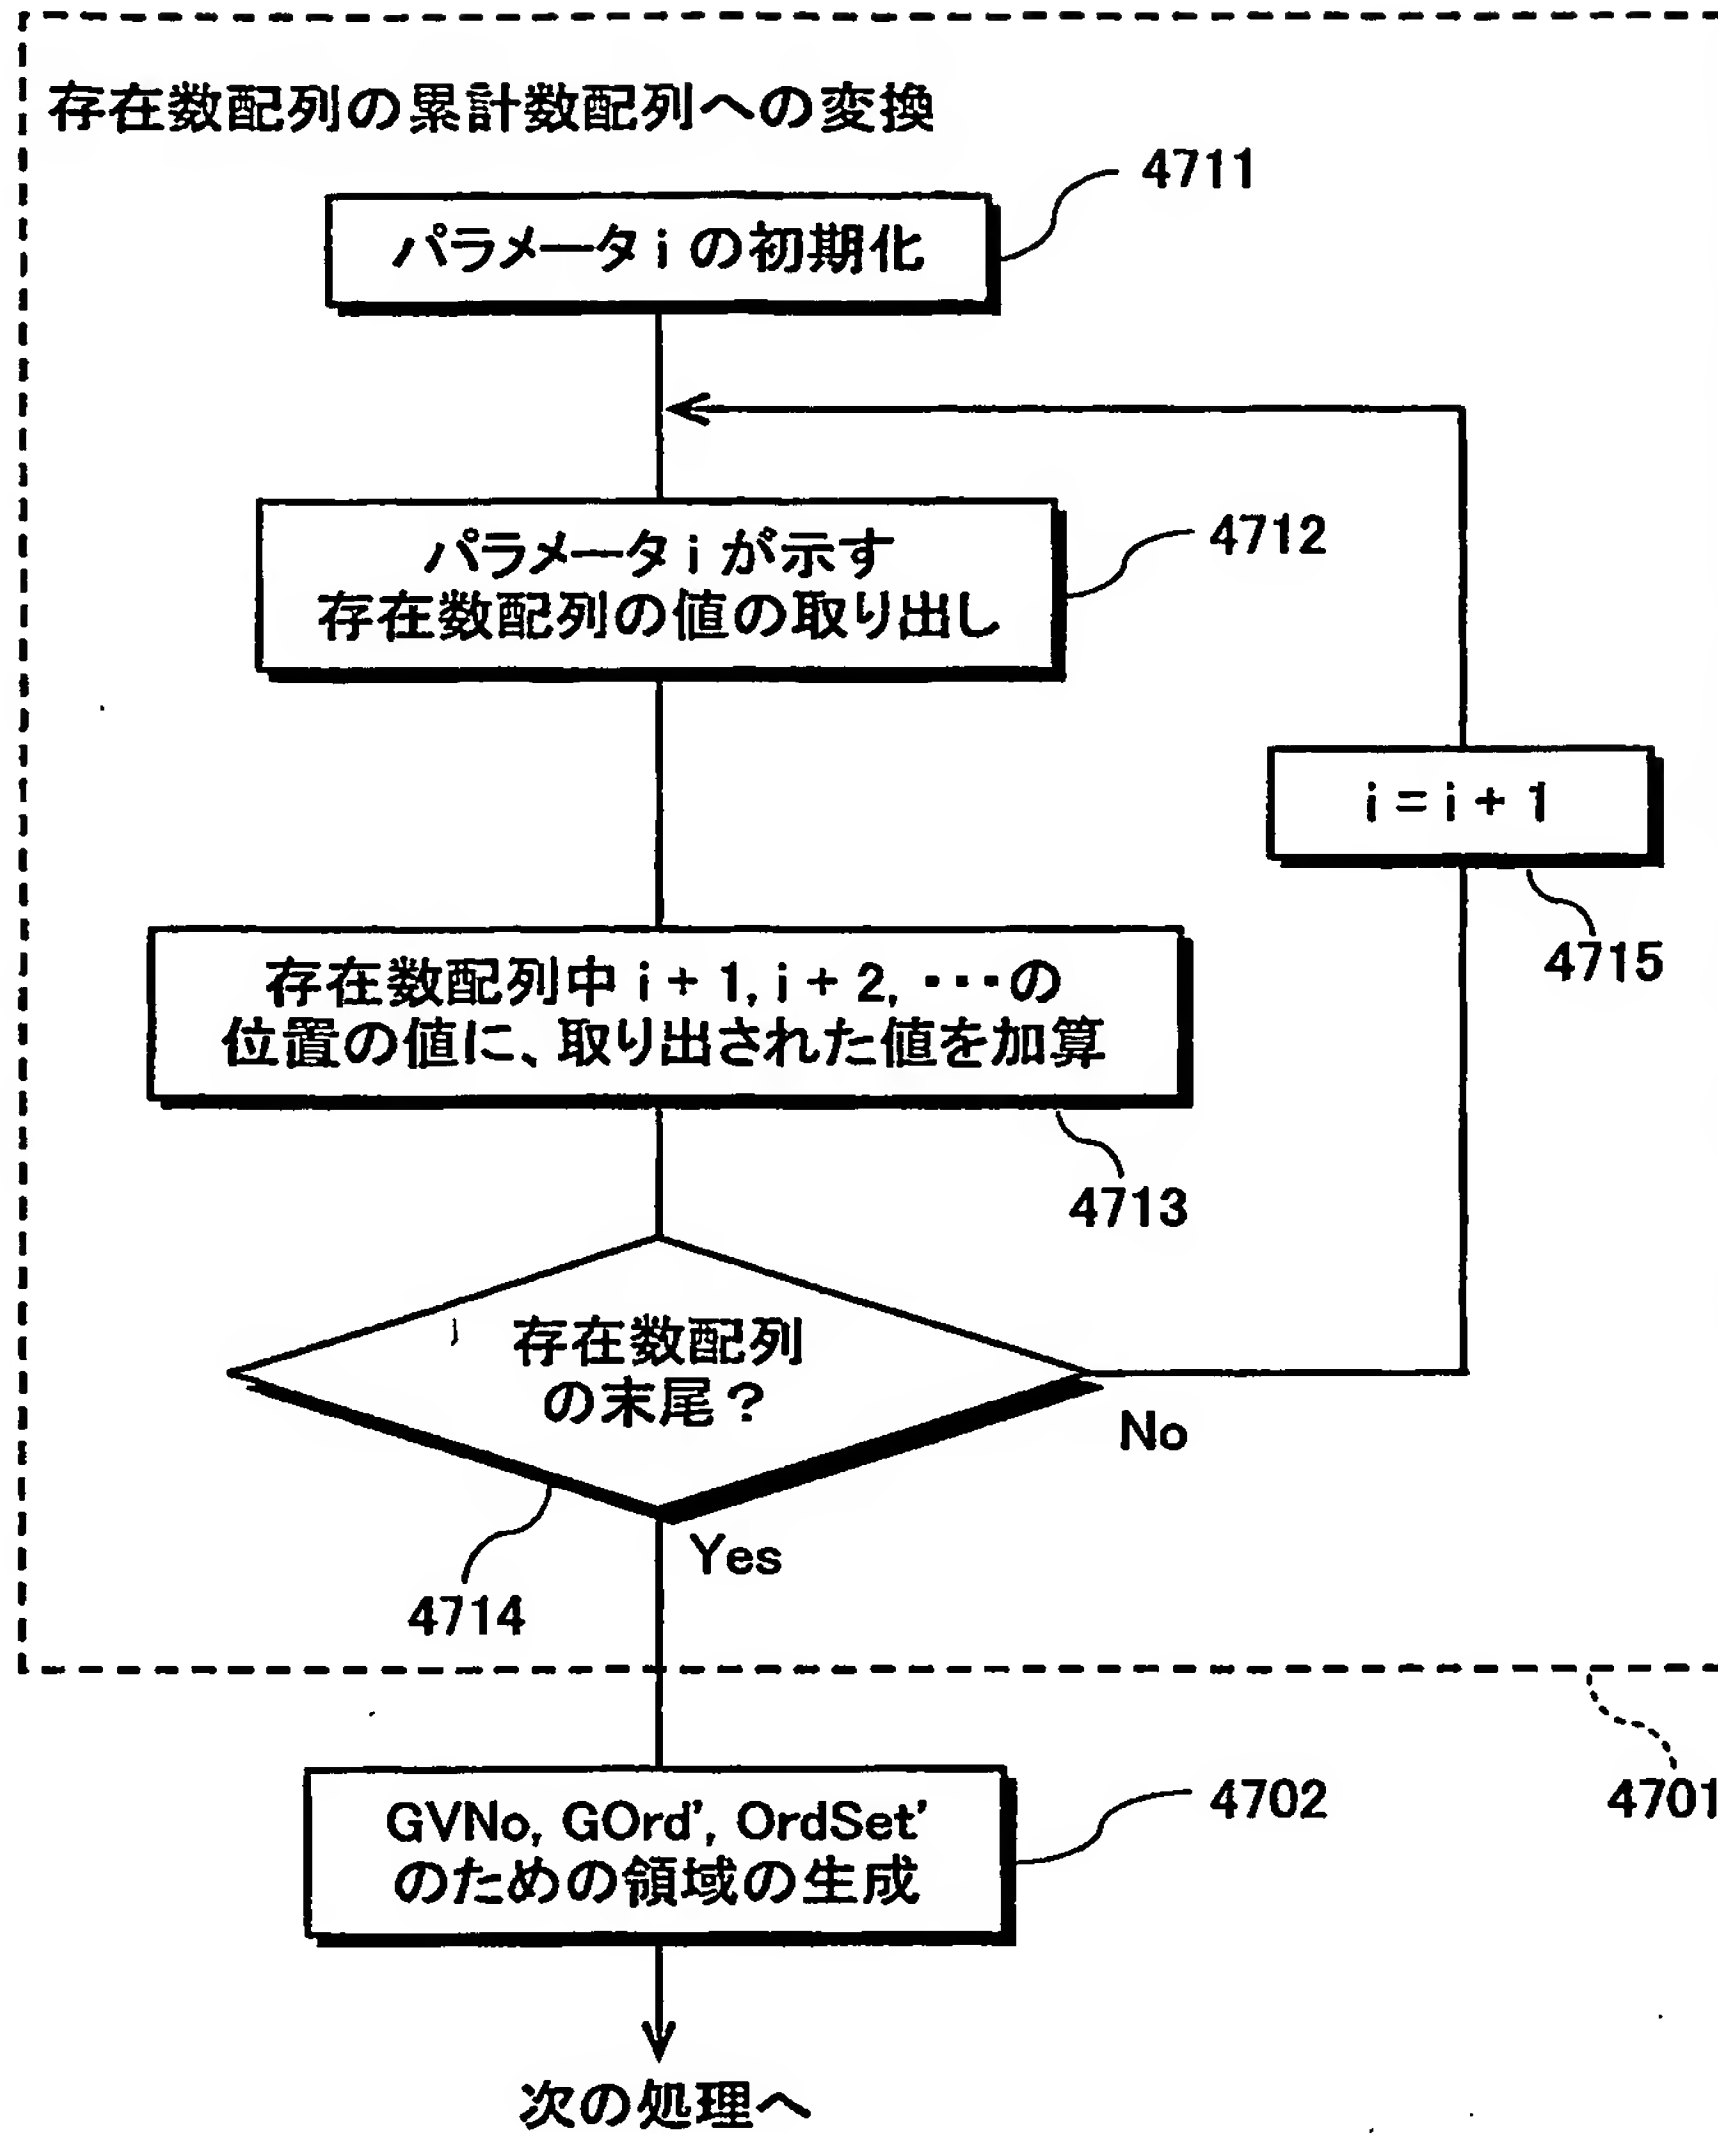 存在数配列の累計数配列への変換
4711
パラメータ i の初期化
4712
パラメータ i が示す
存在数配列の値の取り出し
i = i + 1
4715
存在数配列中 i + 1, i + 2, ・・・の
位置の値に、取り出された値を加算
4713
存在数配列
の末尾？
No
Yes
4714
4701
4702
GVNo, GOrd', OrdSet'
のための領域の生成
次の処理へ